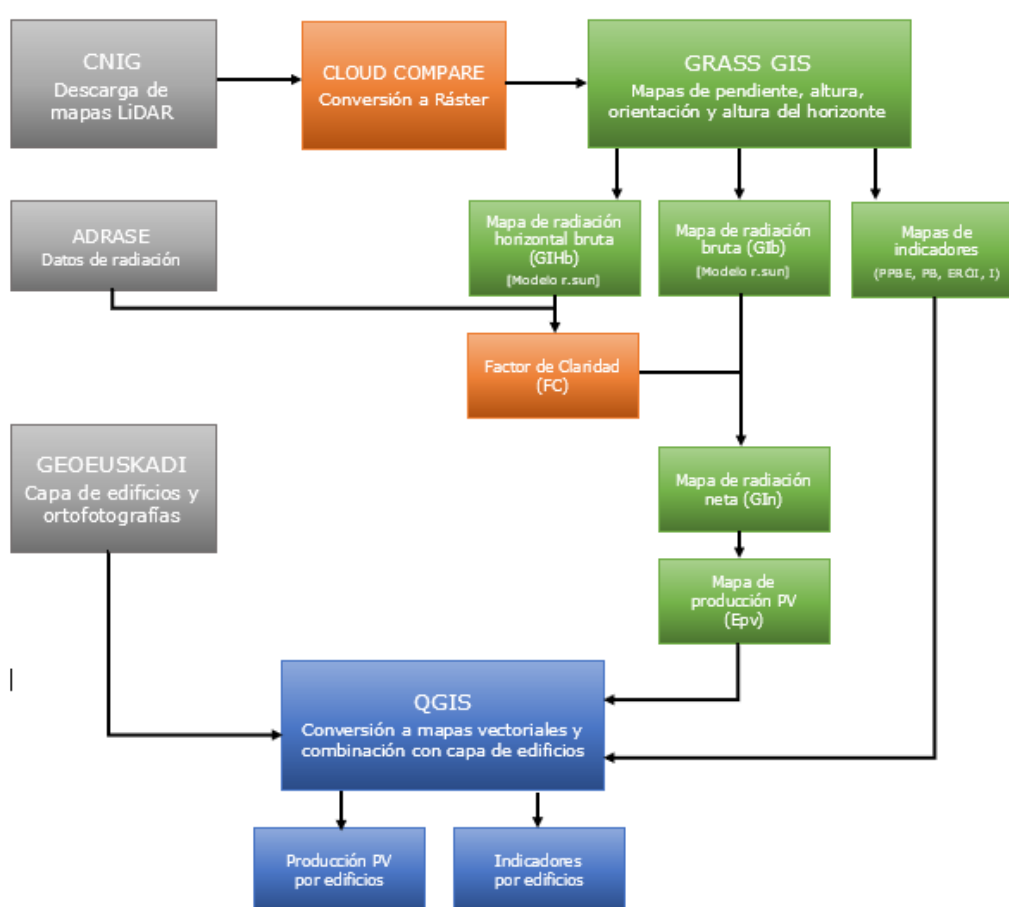 CNIG
Descarga de
mapas LiDAR
CLOUD COMPARE
Conversión a Ráster
GRASS GIS
Mapas de pendiente, altura,
orientación y altura del horizonte
ADRASE
Datos de radiación
Mapa de radiación
horizontal bruta
(GIHb)
[Modelo r.sun]
Mapa de radiación
bruta (GIb)
[Modelo r.sun]
Mapas de
indicadores
(PPBE, PB, EROI, I)
Factor de Claridad
(FC)
GEOEUSKADI
Capa de edificios y
ortofotografías
Mapa de radiación
neta (GIn)
Mapa de
producción PV
(Epv)
QGIS
Conversión a mapas vectoriales y
combinación con capa de edificios
Producción PV
por edificios
Indicadores
por edificios